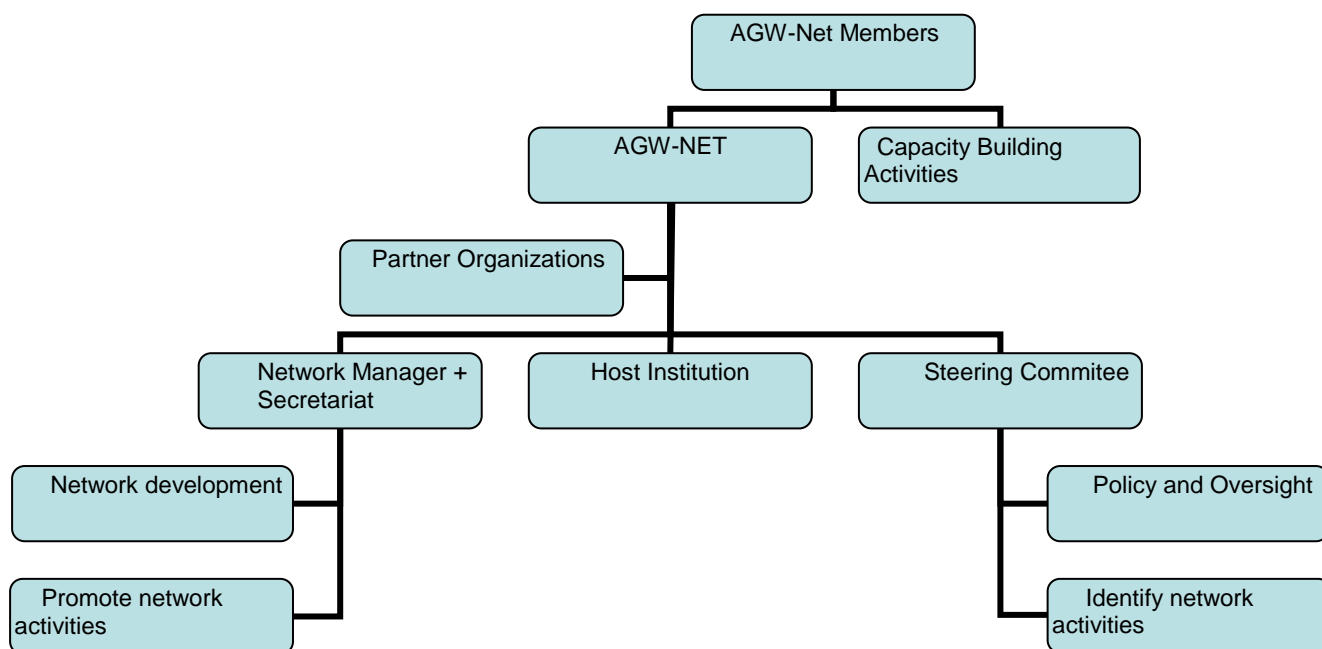 AGW-Net Members
AGW-NET
Capacity Building
Activities
Partner Organizations
Network Manager +
Secretariat
Host Institution
Steering Commitee
Network development
Policy and Oversight
Promote network
activities
Identify network
activities